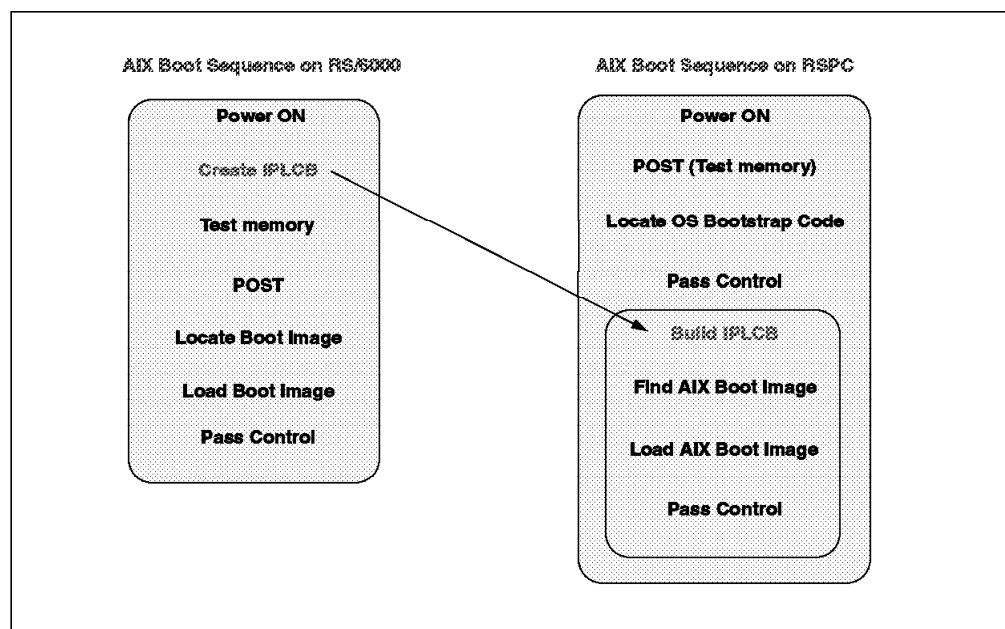 AIX Boot Sequence on RS/6000
Power ON
Create IPLCB
Test memory
POST
Locate Boot Image
Load Boot Image
Pass Control
AIX Boot Sequence on RSPC
Power ON
POST (Test memory)
Locate OS Bootstrap Code
Pass Control
Build IPLCB
Find AIX Boot Image
Load AIX Boot Image
Pass Control